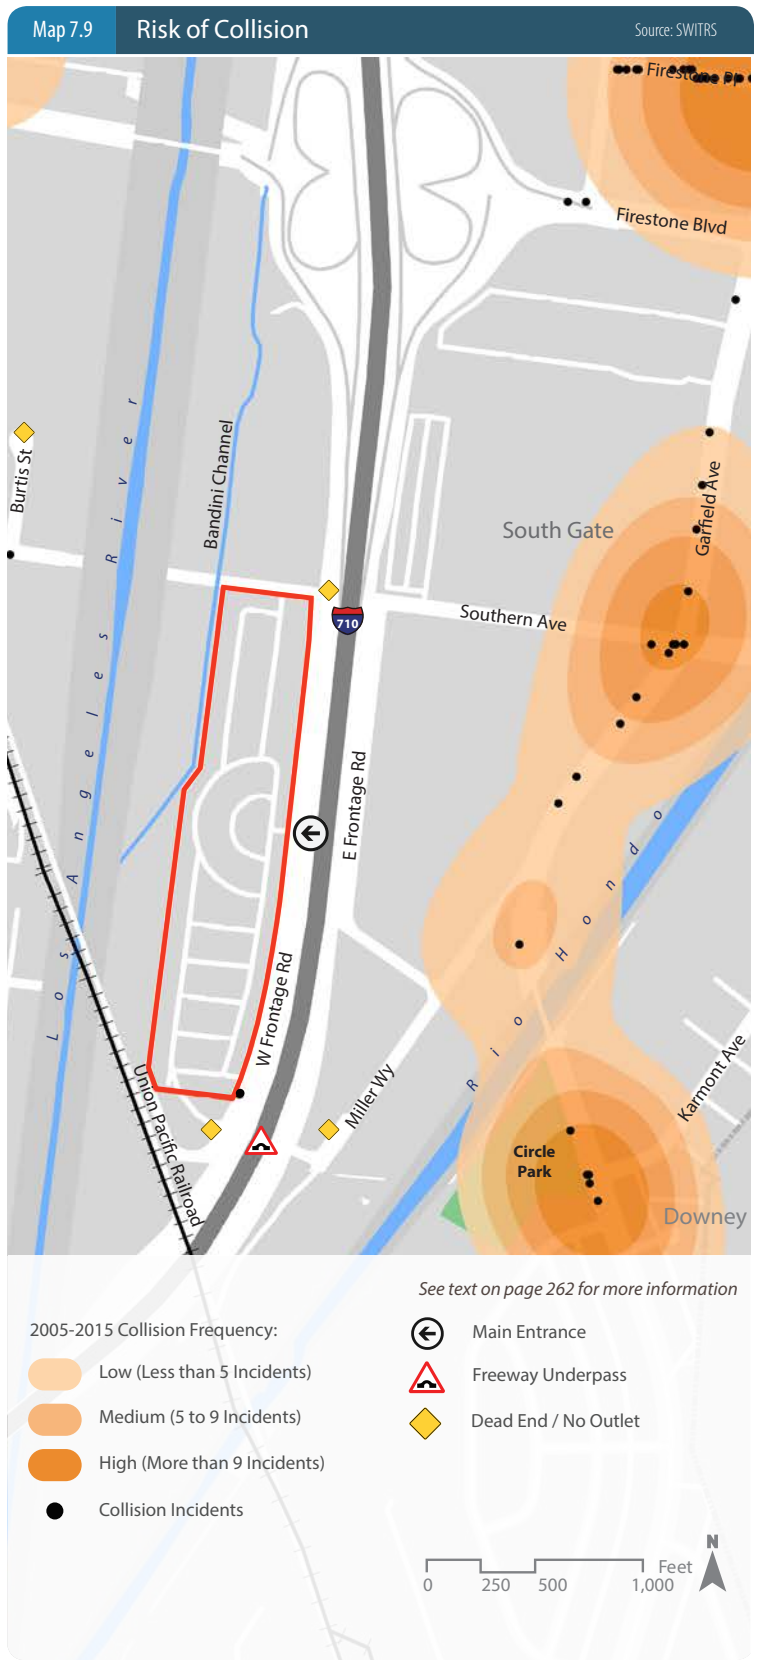 Map 7.9
Risk of Collision
Source: SWITRS
Firestone Pl
Firestone Blvd
Los Angeles River
Bandini Channel
Burtis St
Garfield Ave
South Gate
Southern Ave
710
E Frontage Rd
Rio Hondo
W Frontage Rd
Union Pacific Railroad
Miller Wy
Karmont Ave
Circle
Park
Downey
See text on page 262 for more information
2005-2015 Collision Frequency:
Low (Less than 5 Incidents)
Medium (5 to 9 Incidents)
High (More than 9 Incidents)
Collision Incidents
Main Entrance
Freeway Underpass
Dead End / No Outlet
N
Feet
0 250 500 1,000